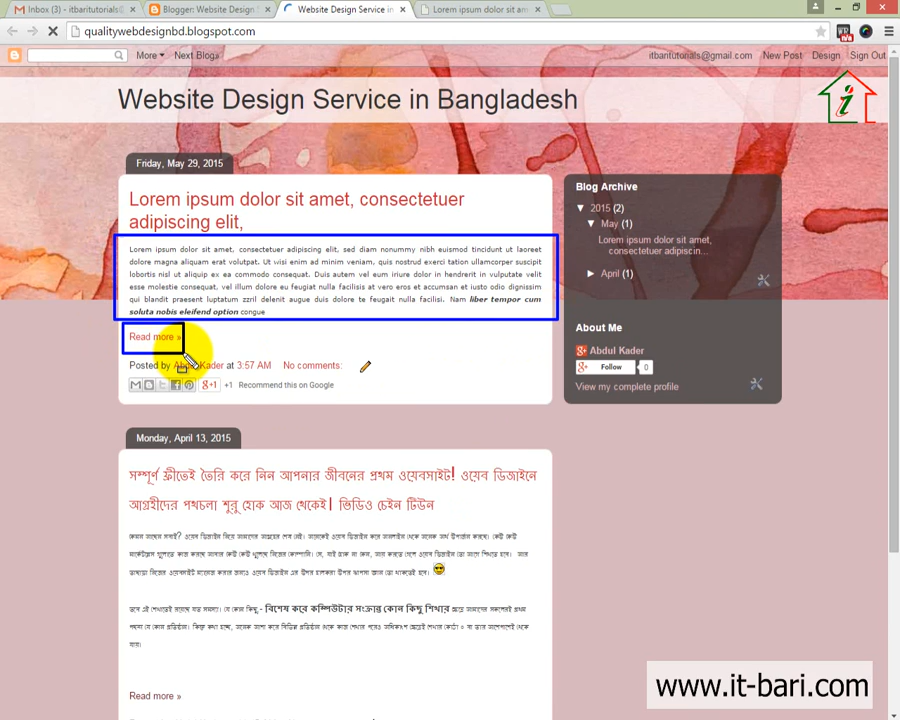 Inbox (3) - itbaritutorials
Blogger: Website Design S
Website Design Service in
Lorem ipsum dolor sit am
qualitywebdesignbd.blogspot.com
More Next Blog»
itbaritutorials@gmail.com New Post Design Sign Out
Website Design Service in Bangladesh
Friday, May 29, 2015
Lorem ipsum dolor sit amet, consectetuer
adipiscing elit,
Lorem ipsum dolor sit amet, consectetuer adipiscing elit, sed diam nonummy nibh euismod tincidunt ut laoreet
dolore magna aliquam erat volutpat. Ut wisi enim ad minim veniam, quis nostrud exerci tation ullamcorper suscipit
lobortis nisl ut aliquip ex ea commodo consequat. Duis autem vel eum iriure dolor in hendrerit in vulputate velit
esse molestie consequat, vel illum dolore eu feugiat nulla facilisis at vero eros et accumsan et iusto odio dignissim
qui blandit praesent luptatum zzril delenit augue duis dolore te feugait nulla facilisi. Nam liber tempor cum
soluta nobis eleifend option congue
Read more »
Posted by Abdul Kader at 3:57 AM No comments:
+1 +1 Recommend this on Google
Blog Archive
▼ 2015 (2)
▼ May (1)
Lorem ipsum dolor sit amet,
consectetuer adipiscin...
► April (1)
About Me
Abdul Kader
Follow 0
View my complete profile
Monday, April 13, 2015
সম্পূর্ণ ফ্রীতেই তৈরি করে নিন আপনার জীবনের প্রথম ওয়েবসাইট! ওয়েব ডিজাইনে
আগ্রহীদের পথচলা শুরু হোক আজ থেকেই| ভিডিও চেইন টিউন
কেমন আছেন সবাই?
বিশেষ করে কম্পিউটার সংক্রান্ত কোন কিছু শিখার
Read more »
www.it-bari.com